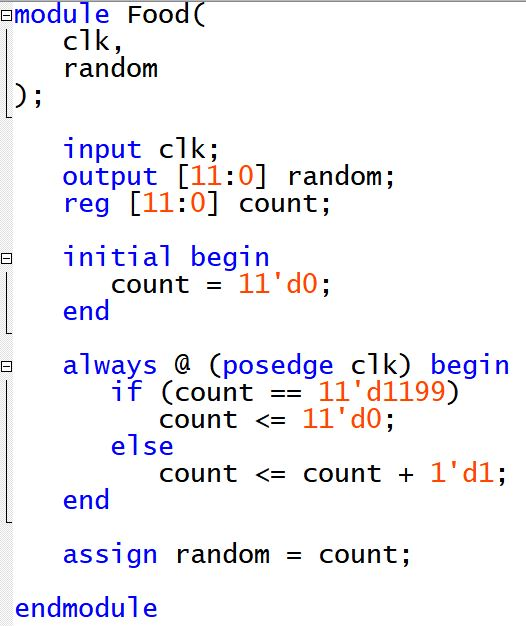 module Food(
clk,
random
);
input clk;
output [11:0] random;
reg [11:0] count;
initial begin
count = 11'd0;
end
always @ (posedge clk) begin
if (count == 11'd1199)
count <= 11'd0;
else
count <= count + 1'd1;
end
assign random = count;
endmodule